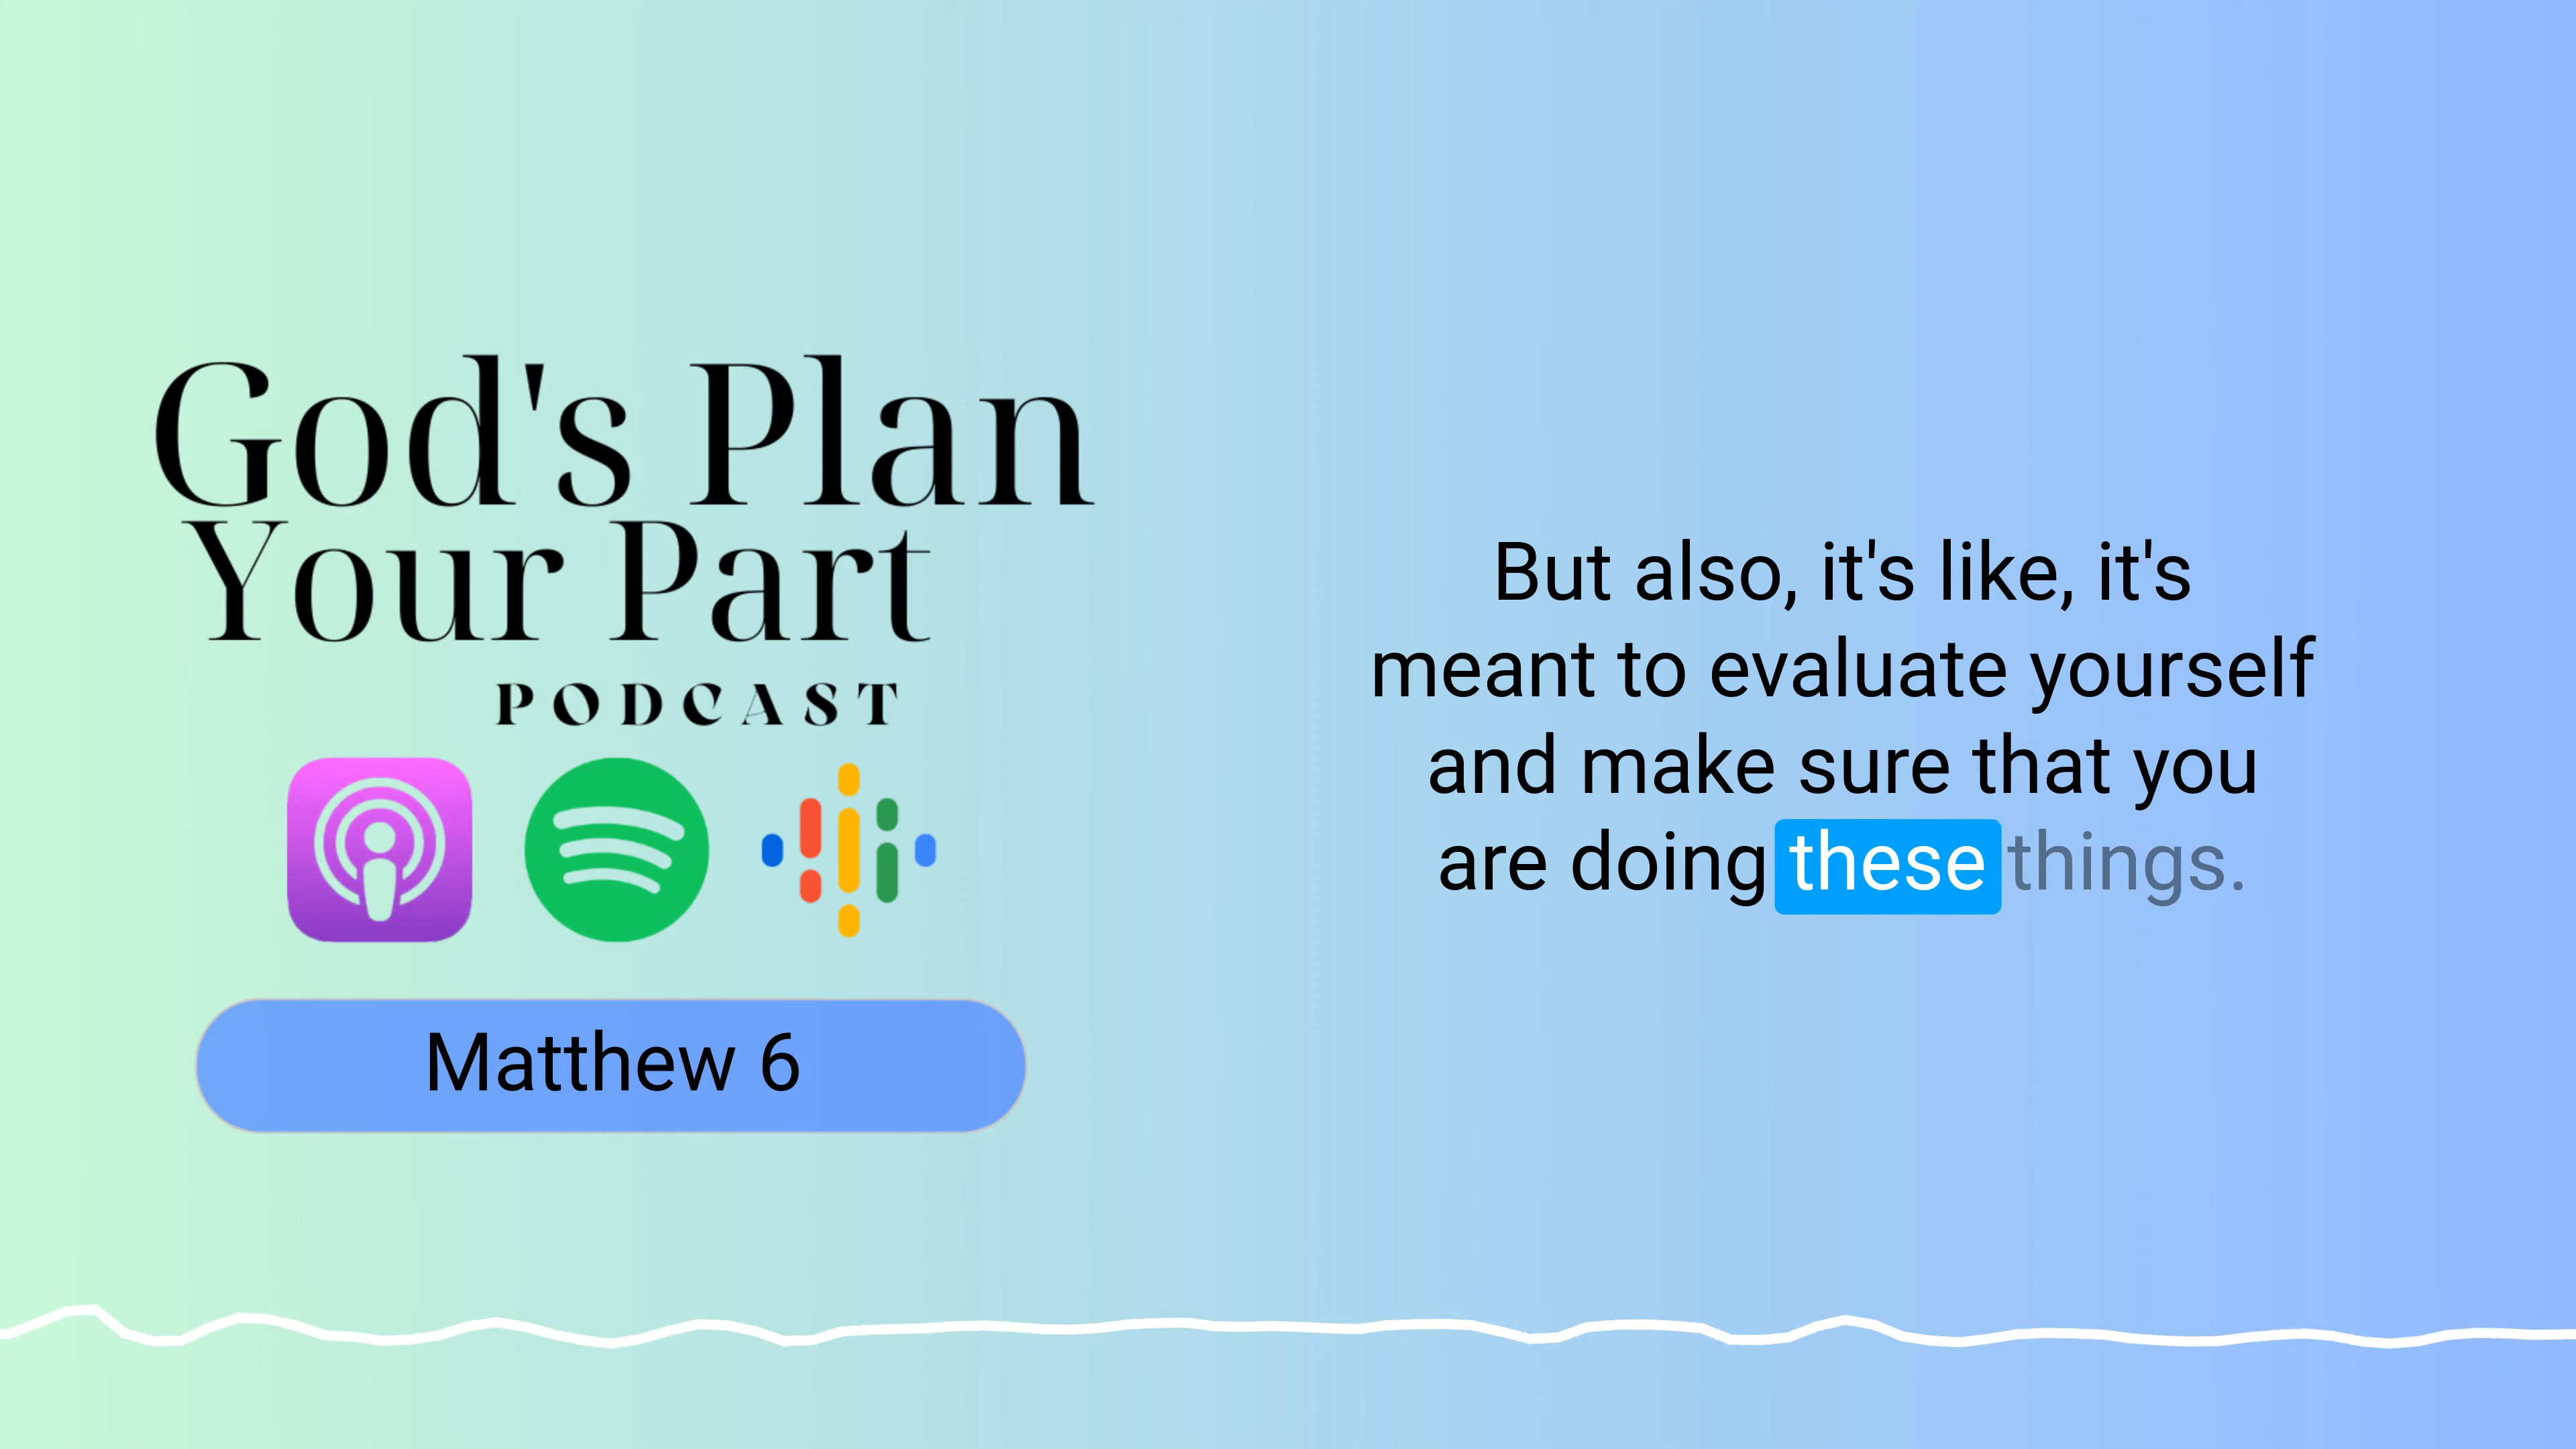 God's Plan
Your Part
PODCAST
Matthew 6
But also, it's like, it's
meant to evaluate yourself
and make sure that you
are doing these things.